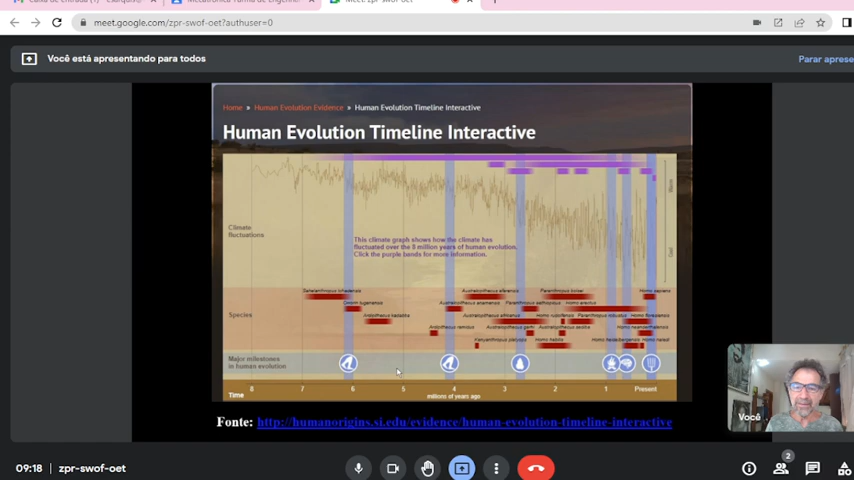 meet.google.com/zpr-swof-oet?authuser=0
Você está apresentando para todos
Parar aprese
Home » Human Evolution Evidence » Human Evolution Timeline Interactive
Human Evolution Timeline Interactive
Climate
fluctuations
Warm
Cool
This climate graph shows how the climate has
fluctuated over the 8 million years of human evolution.
Click the purple bands for more information.
Species
Sahelanthropus tchadensis
Australopithecus afarensis
Paranthropus boisei
Homo sapiens
Orrorin tugenensis
Australopithecus anamensis
Paranthropus aethiopicus
Homo erectus
Ardipithecus kadabba
Australopithecus africanus
Homo rudolfensis
Paranthropus robustus
Ardipithecus ramidus
Australopithecus garhi
Australopithecus sediba
Homo neanderthalensis
Kenyanthropus platyops
Homo habilis
Homo heidelbergensis
Homo naledi
Major milestones
in human evolution
8 7 6 5 4 3 2 1 Present
Time
millions of years ago
Fonte: http://humanorigins.si.edu/evidence/human-evolution-timeline-interactive
Você
09:18 zpr-swof-oet
2